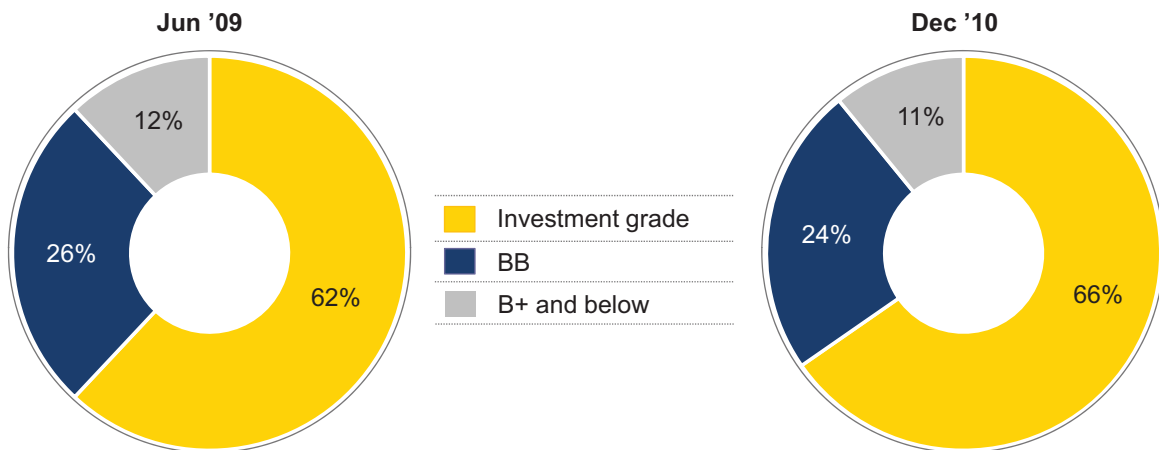 Jun ’09
Dec ’10
12%
26%
62%
Investment grade
BB
B+ and below
11%
24%
66%